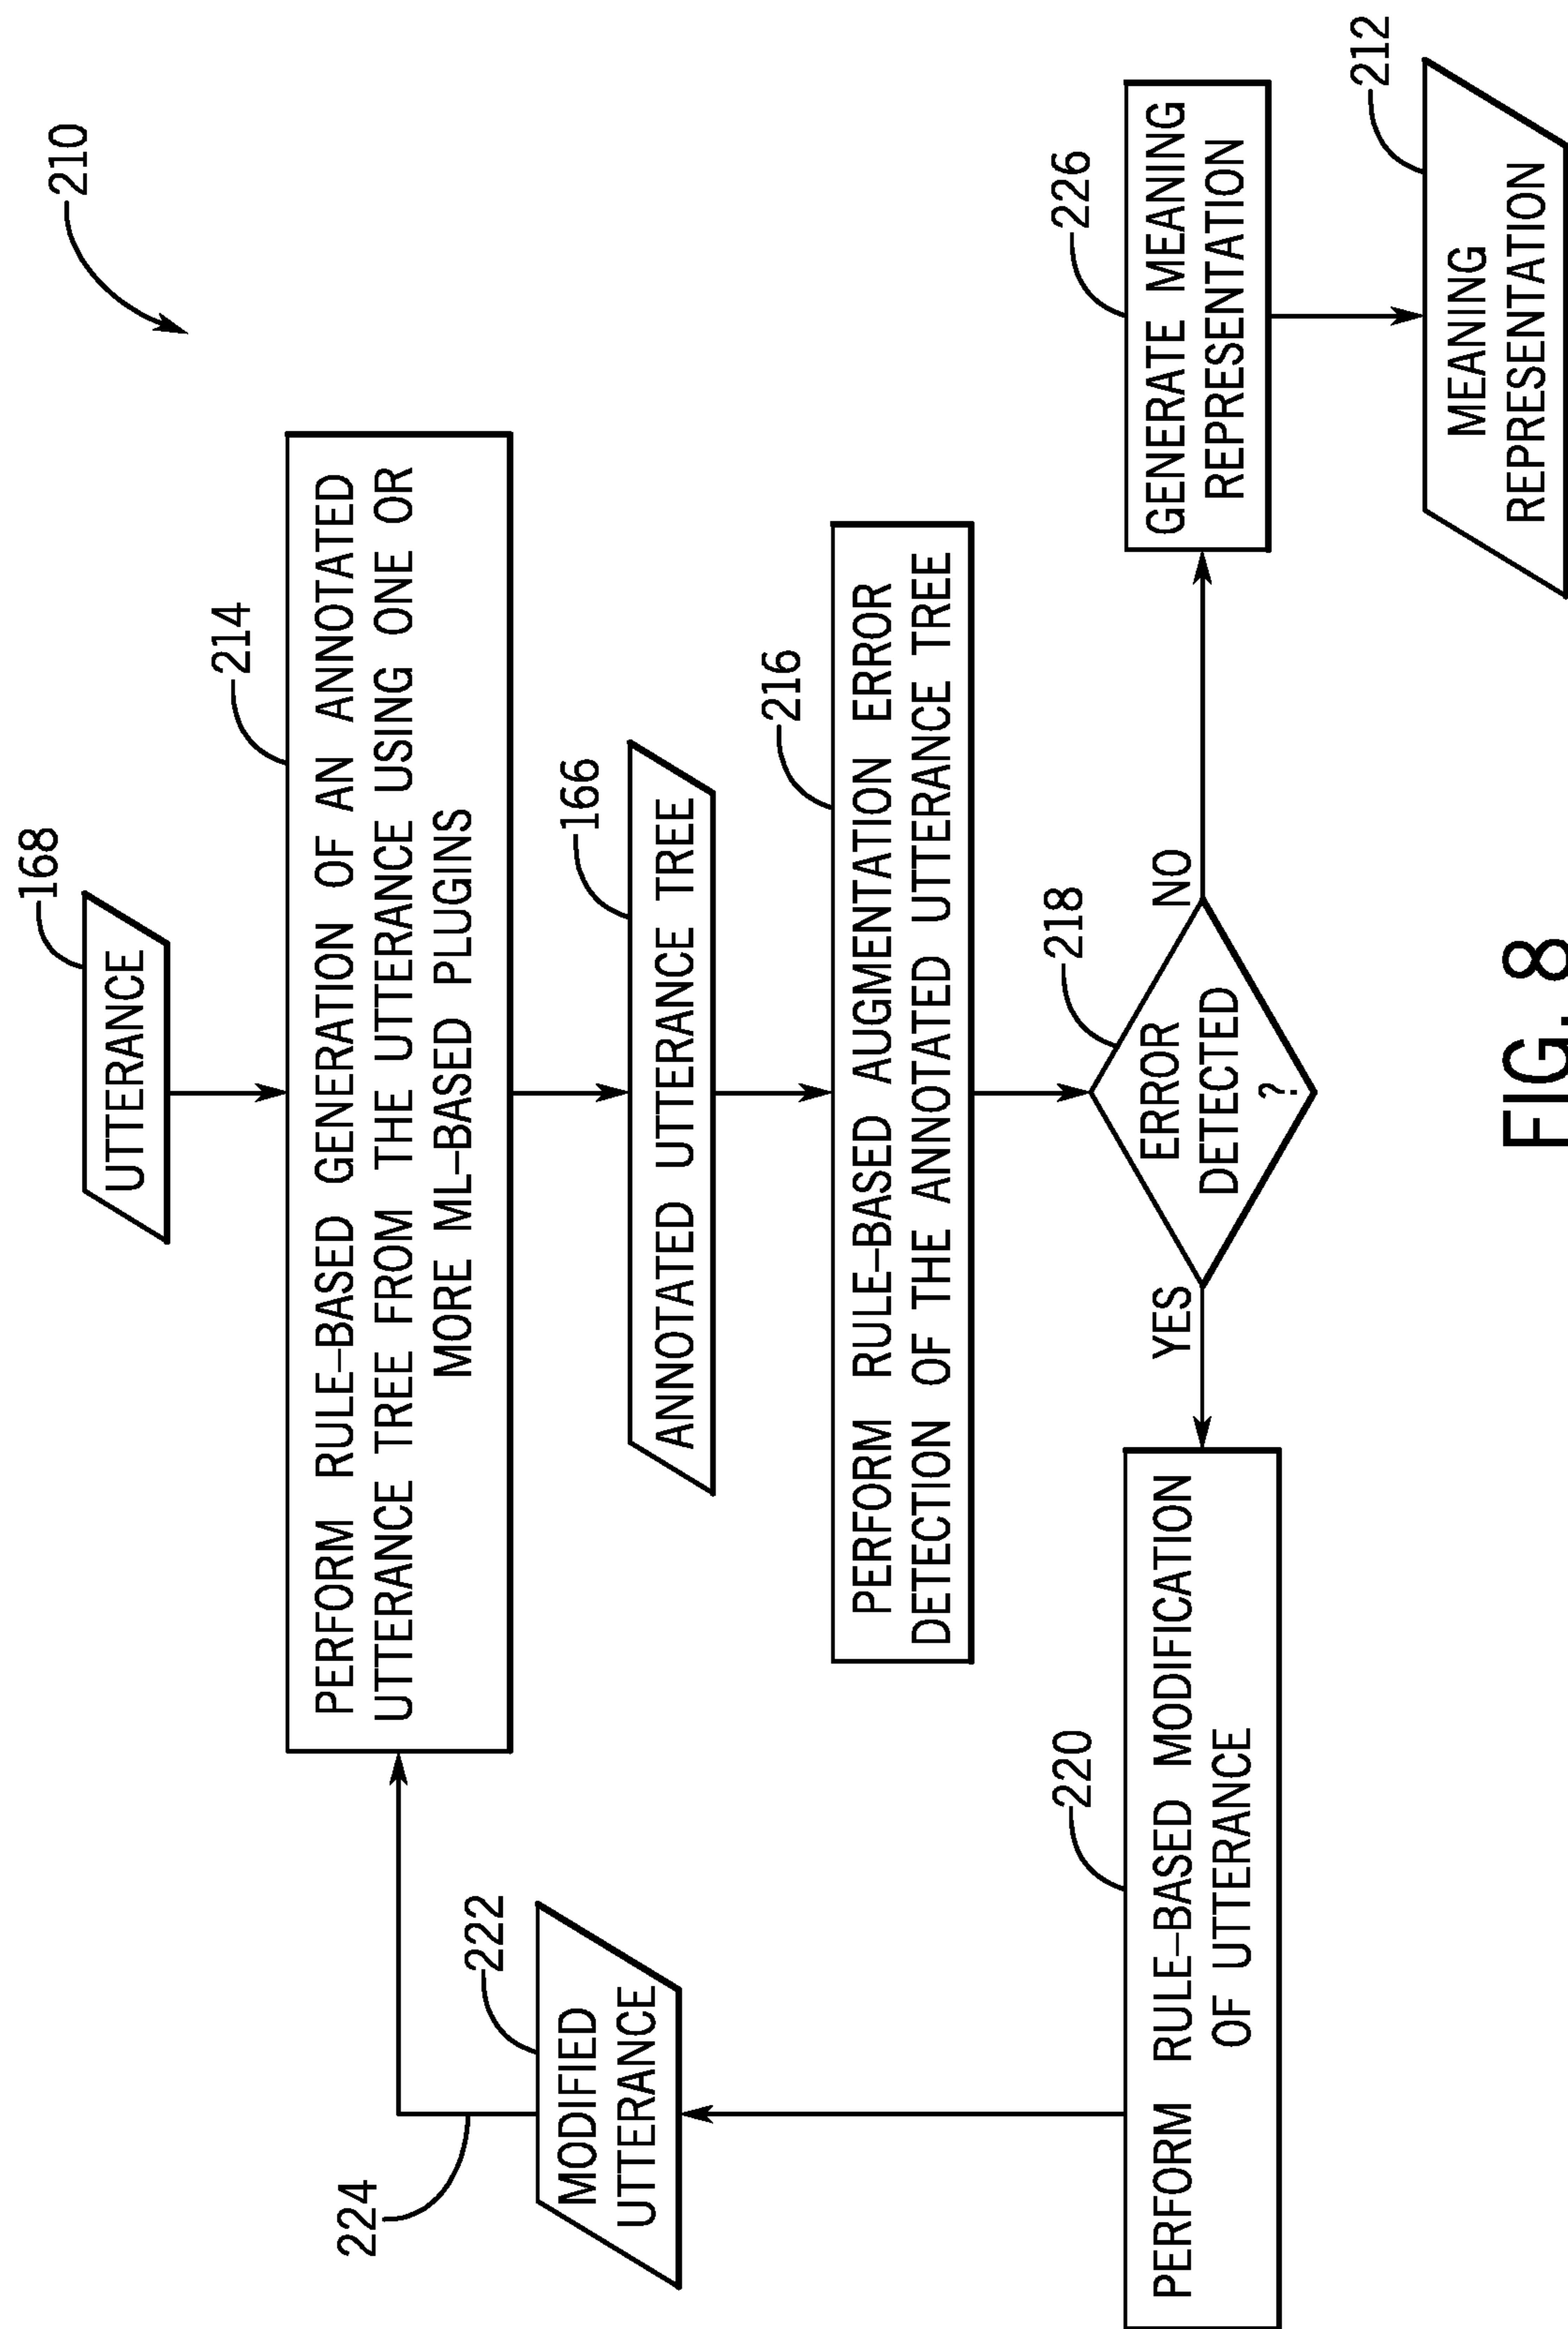 210
168
UTTERANCE
214
PERFORM RULE-BASED GENERATION OF AN ANNOTATED
UTTERANCE TREE FROM THE UTTERANCE USING ONE OR
MORE ML-BASED PLUGINS
224
222
MODIFIED
UTTERANCE
166
ANNOTATED UTTERANCE TREE
216
PERFORM RULE-BASED AUGMENTATION ERROR
DETECTION OF THE ANNOTATED UTTERANCE TREE
220
PERFORM RULE-BASED MODIFICATION
OF UTTERANCE
YES
218
ERROR
DETECTED
?
NO
226
GENERATE MEANING
REPRESENTATION
212
MEANING
REPRESENTATION
FIG. 8